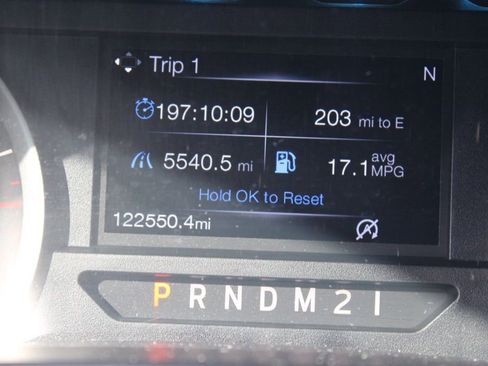 Trip 1
N
197:10:09
203 mi to E
5540.5 mi
17.1 avg MPG
Hold OK to Reset
122550.4mi
A
P R N D M 2 1